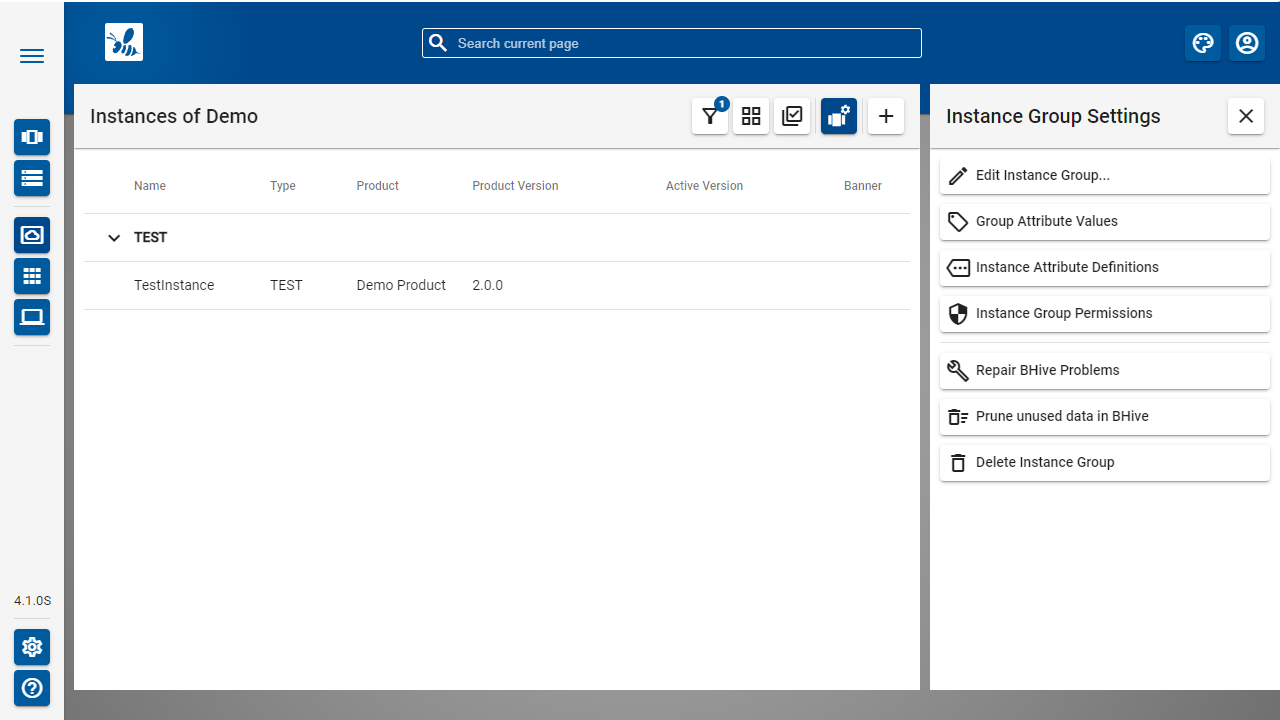 Search current page
Instances of Demo
1
Instance Group Settings
Name Type Product Product Version Active Version Banner
TEST
TestInstance TEST Demo Product 2.0.0
Edit Instance Group...
Group Attribute Values
Instance Attribute Definitions
Instance Group Permissions
Repair BHive Problems
Prune unused data in BHive
Delete Instance Group
4.1.0S